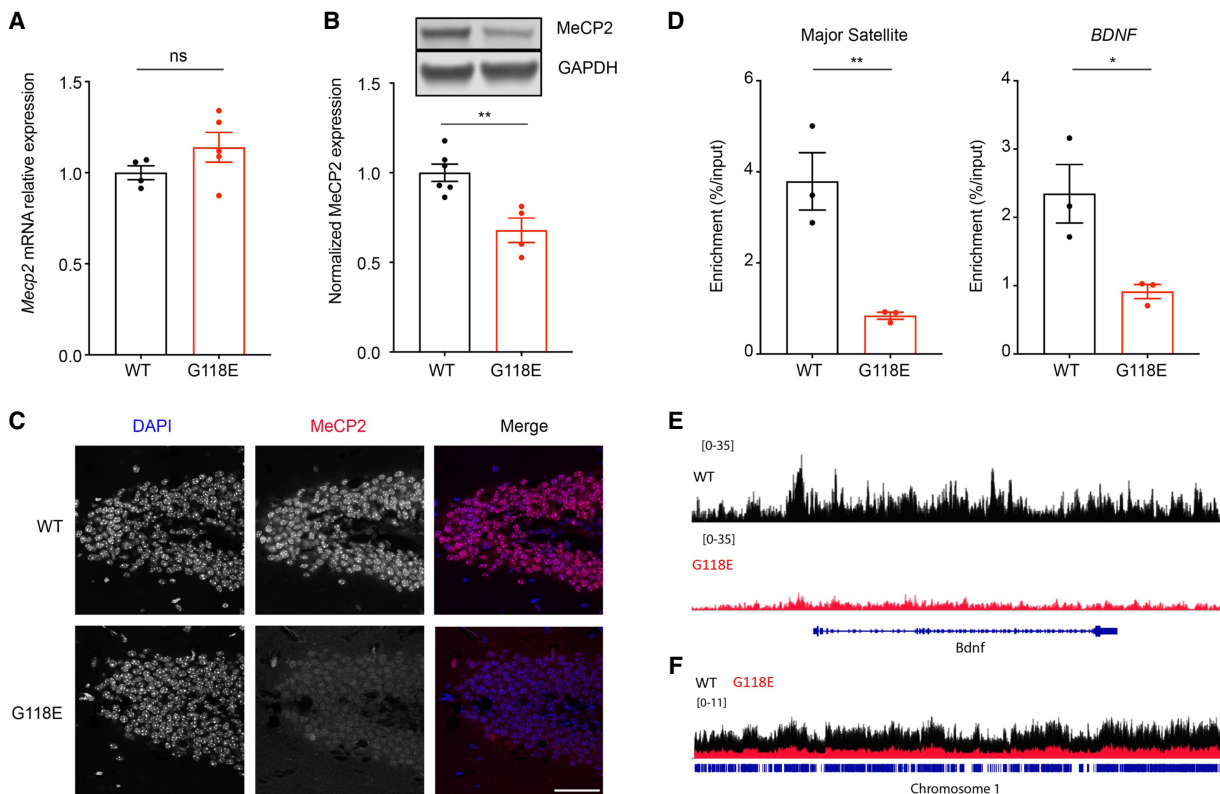 A
ns
Mecp2 mRNA relative expression
1.5
1.0
0.5
0.0
WT
G118E
B
MeCP2
GAPDH
**
Normalized MeCP2 expression
1.5
1.0
0.5
0.0
WT
G118E
C
DAPI
MeCP2
Merge
WT
G118E
D
Major Satellite
**
Enrichment (%/input)
6
4
2
0
WT
G118E
BDNF
*
Enrichment (%/input)
4
3
2
1
0
WT
G118E
E
[0-35]
WT
[0-35]
G118E
Bdnf
F
WT G118E
[0-11]
Chromosome 1